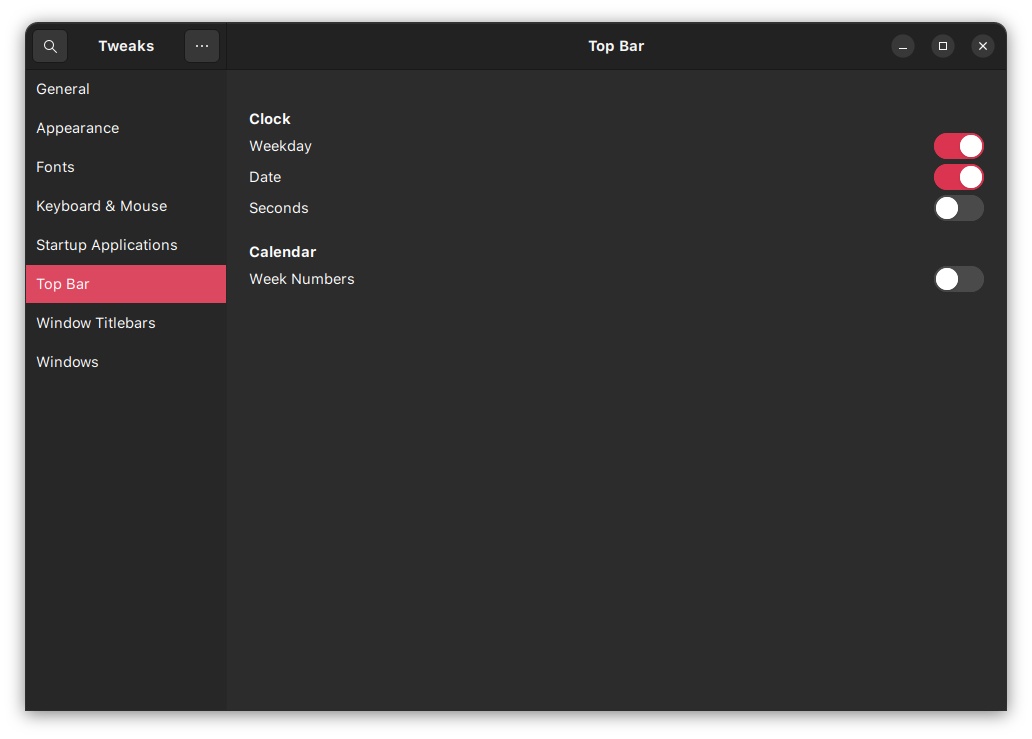 Tweaks
Top Bar
General
Appearance
Fonts
Keyboard & Mouse
Startup Applications
Top Bar
Window Titlebars
Windows
Clock
Weekday
Date
Seconds
Calendar
Week Numbers